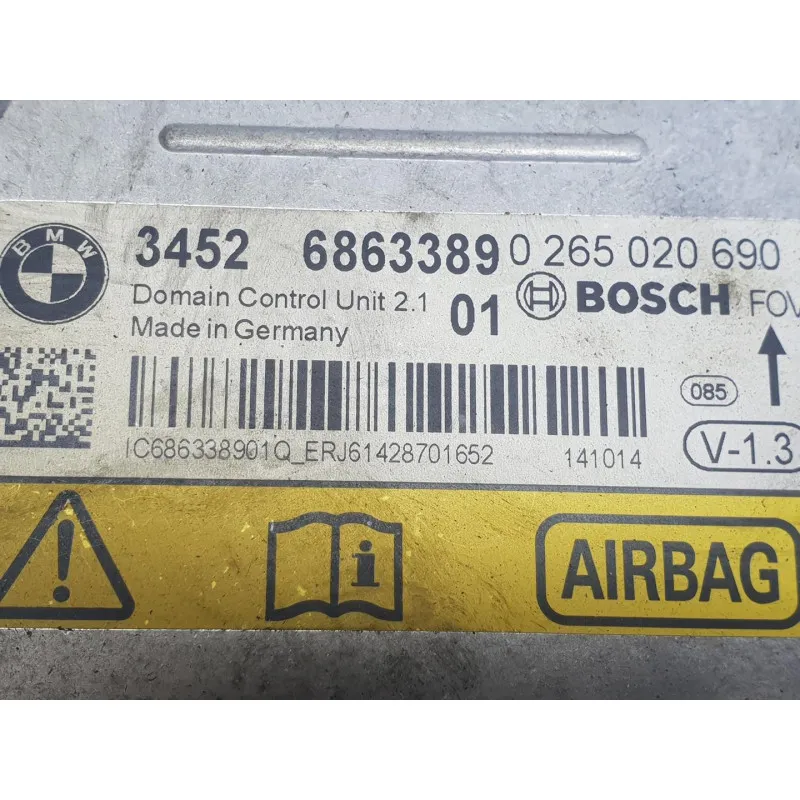 BMW
3452 6863389 0 265 020 690
Domain Control Unit 2.1 01 BOSCH FOV
Made in Germany
085
IC686338901Q_ERJ61428701652 141014
V-1.3
AIRBAG